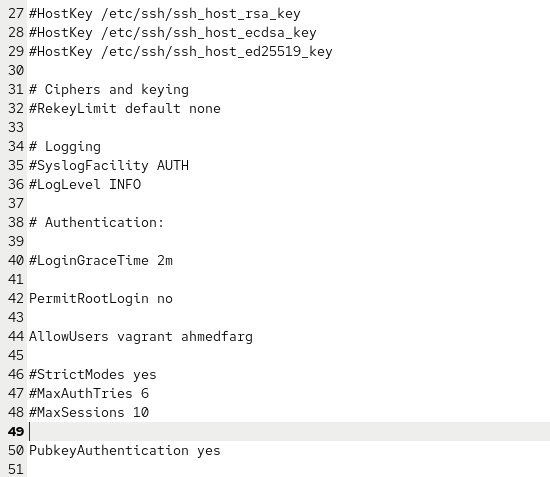 27 #HostKey /etc/ssh/ssh_host_rsa_key
28 #HostKey /etc/ssh/ssh_host_ecdsa_key
29 #HostKey /etc/ssh/ssh_host_ed25519_key
30
31 # Ciphers and keying
32 #RekeyLimit default none
33
34 # Logging
35 #SyslogFacility AUTH
36 #LogLevel INFO
37
38 # Authentication:
39
40 #LoginGraceTime 2m
41
42 PermitRootLogin no
43
44 AllowUsers vagrant ahmedfarg
45
46 #StrictModes yes
47 #MaxAuthTries 6
48 #MaxSessions 10
49
50 PubkeyAuthentication yes
51